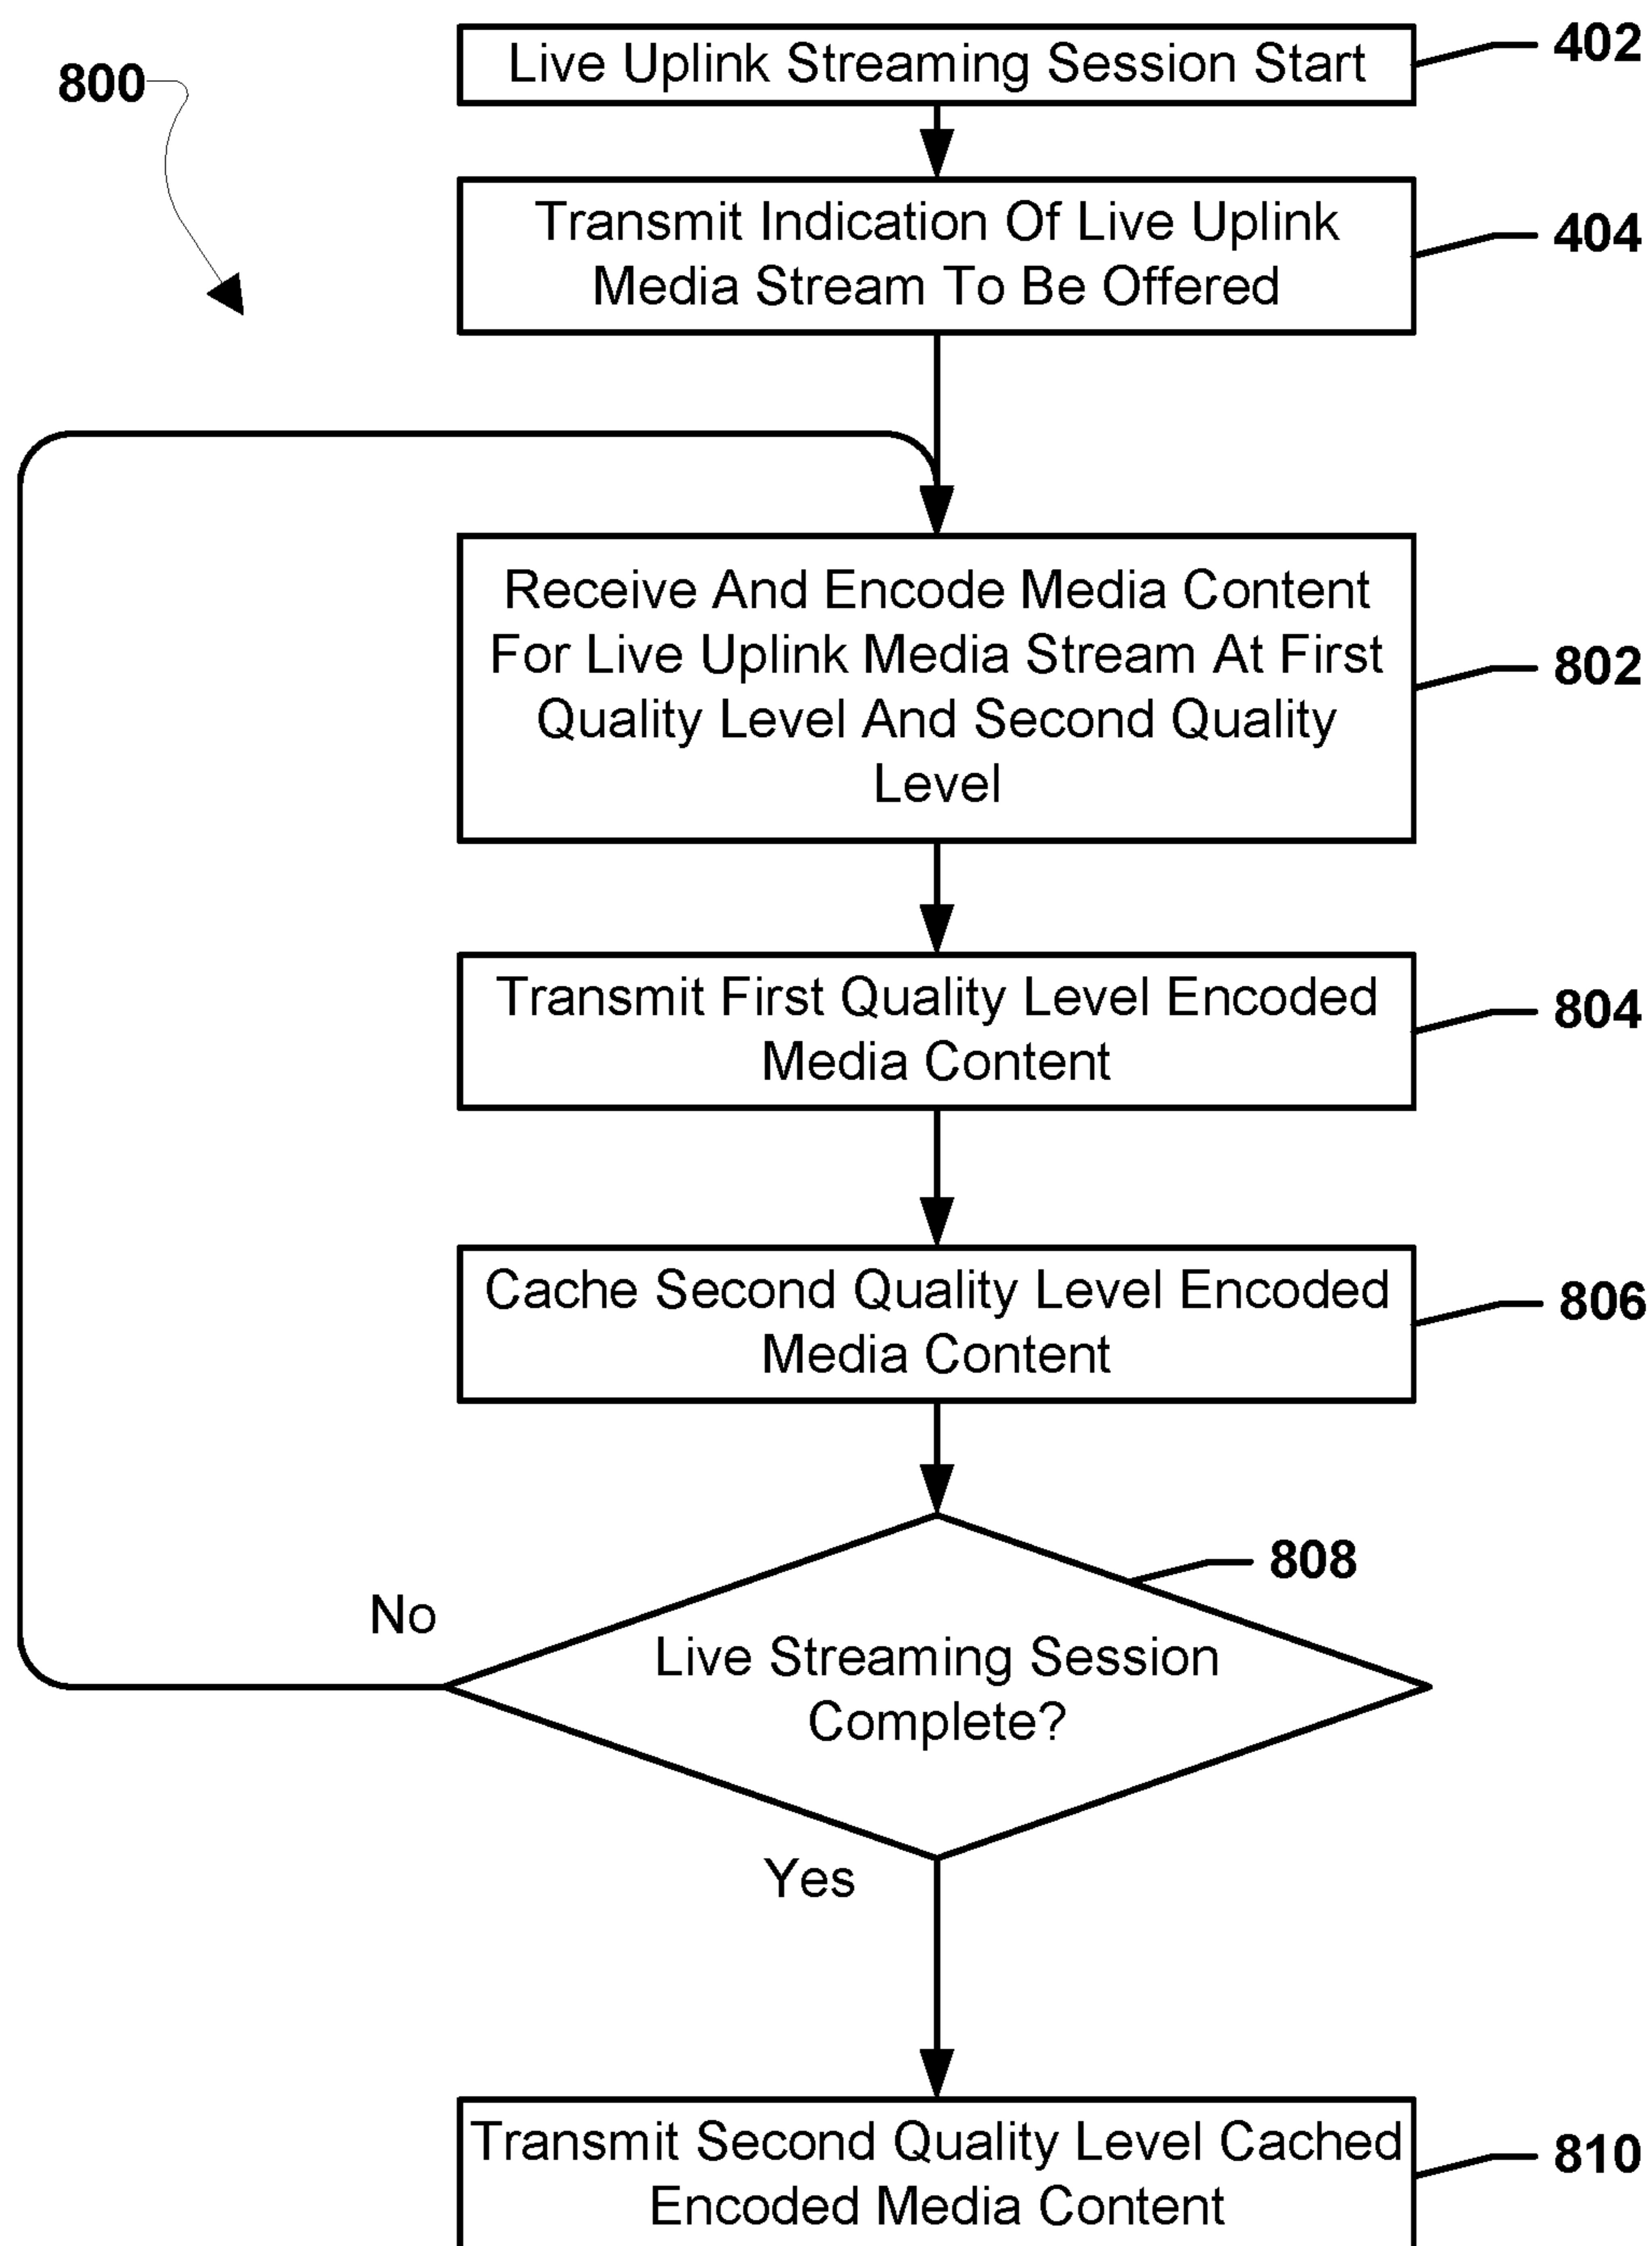 Live Uplink Streaming Session Start
402
800
Transmit Indication Of Live Uplink
Media Stream To Be Offered
404
Receive And Encode Media Content
For Live Uplink Media Stream At First
Quality Level And Second Quality
Level
802
Transmit First Quality Level Encoded
Media Content
804
Cache Second Quality Level Encoded
Media Content
806
808
No
Live Streaming Session
Complete?
Yes
Transmit Second Quality Level Cached
Encoded Media Content
810